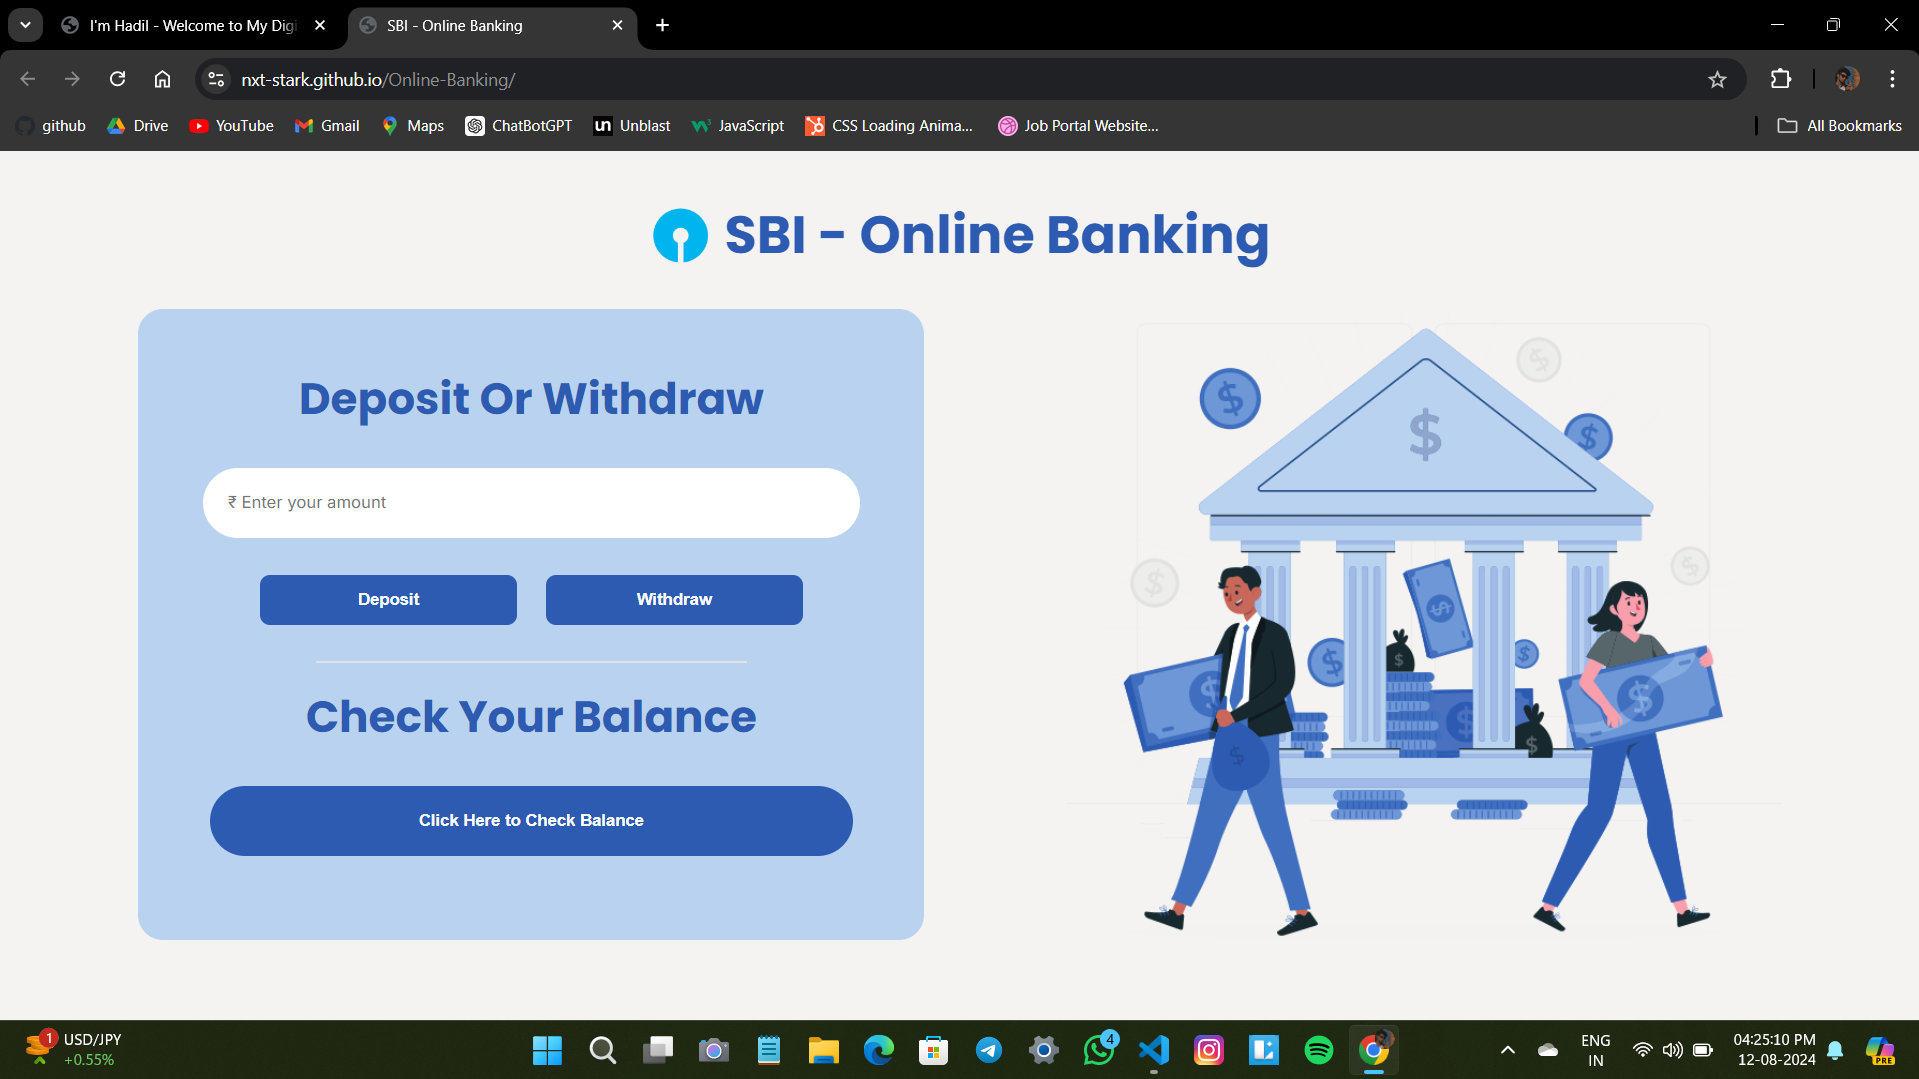 I'm Hadil - Welcome to My Digi
SBI - Online Banking
nxt-stark.github.io/Online-Banking/
github
Drive
YouTube
Gmail
Maps
ChatBotGPT
un
Unblast
JavaScript
CSS Loading Anima...
Job Portal Website...
All Bookmarks
SBI - Online Banking
Deposit Or Withdraw
₹ Enter your amount
Deposit
Withdraw
Check Your Balance
Click Here to Check Balance
1
USD/JPY
+0.55%
4
ENG
IN
04:25:10 PM
12-08-2024
PRE